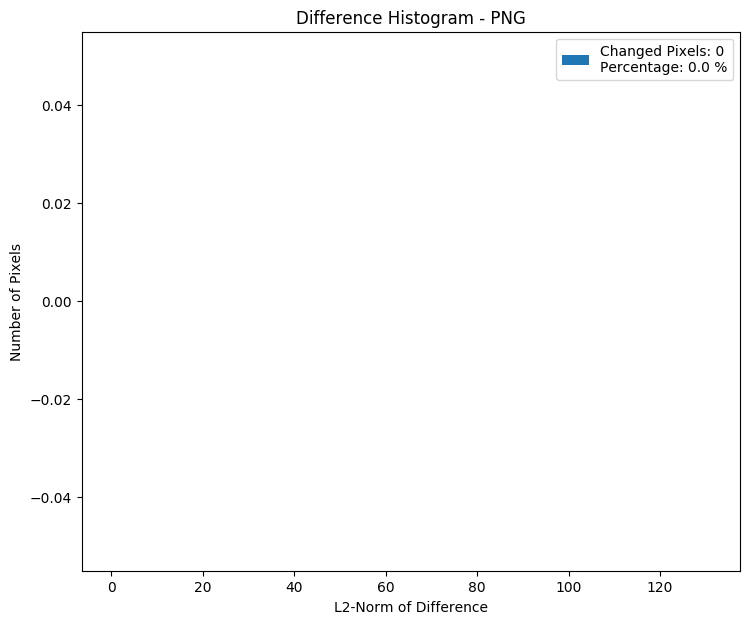 Difference Histogram - PNG
Changed Pixels: 0
Percentage: 0.0 %
0.04
0.02
0.00
−0.02
−0.04
Number of Pixels
0
20
40
60
80
100
120
L2-Norm of Difference